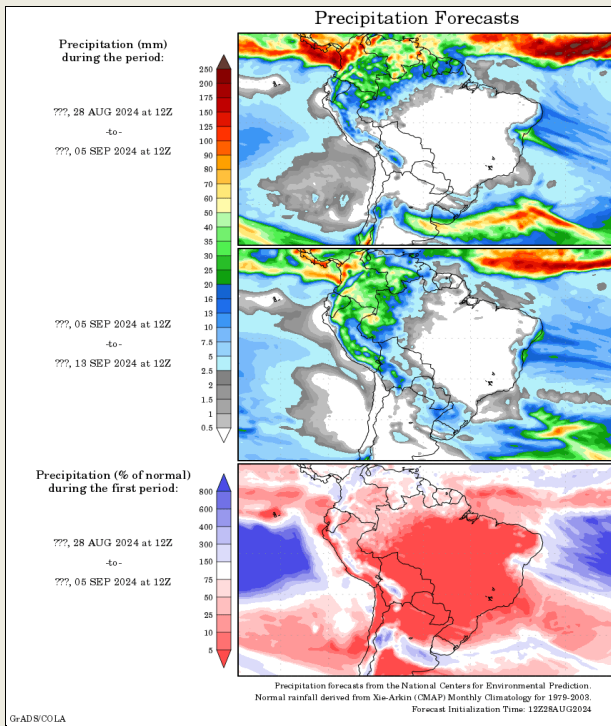 Precipitation Forecasts
Precipitation (mm)
during the period:
???, 28 AUG 2024 at 12Z
-to-
???, 05 SEP 2024 at 12Z
250
200
175
150
125
100
90
80
70
60
50
40
35
30
25
20
16
13
10
7.5
5
2.5
2
1.5
1
0.5
???, 05 SEP 2024 at 12Z
-to-
???, 13 SEP 2024 at 12Z
Precipitation (% of normal)
during the first period:
???, 28 AUG 2024 at 12Z
-to-
???, 05 SEP 2024 at 12Z
800
600
400
300
150
75
50
25
10
5
Precipitation forecasts from the National Centers for Environmental Prediction.
Normal rainfall derived from Xie-Arkin (CMAP) Monthly Climatology for 1979-2003.
Forecast Initialization Time: 12Z28AUG2024
GrADS/COLA